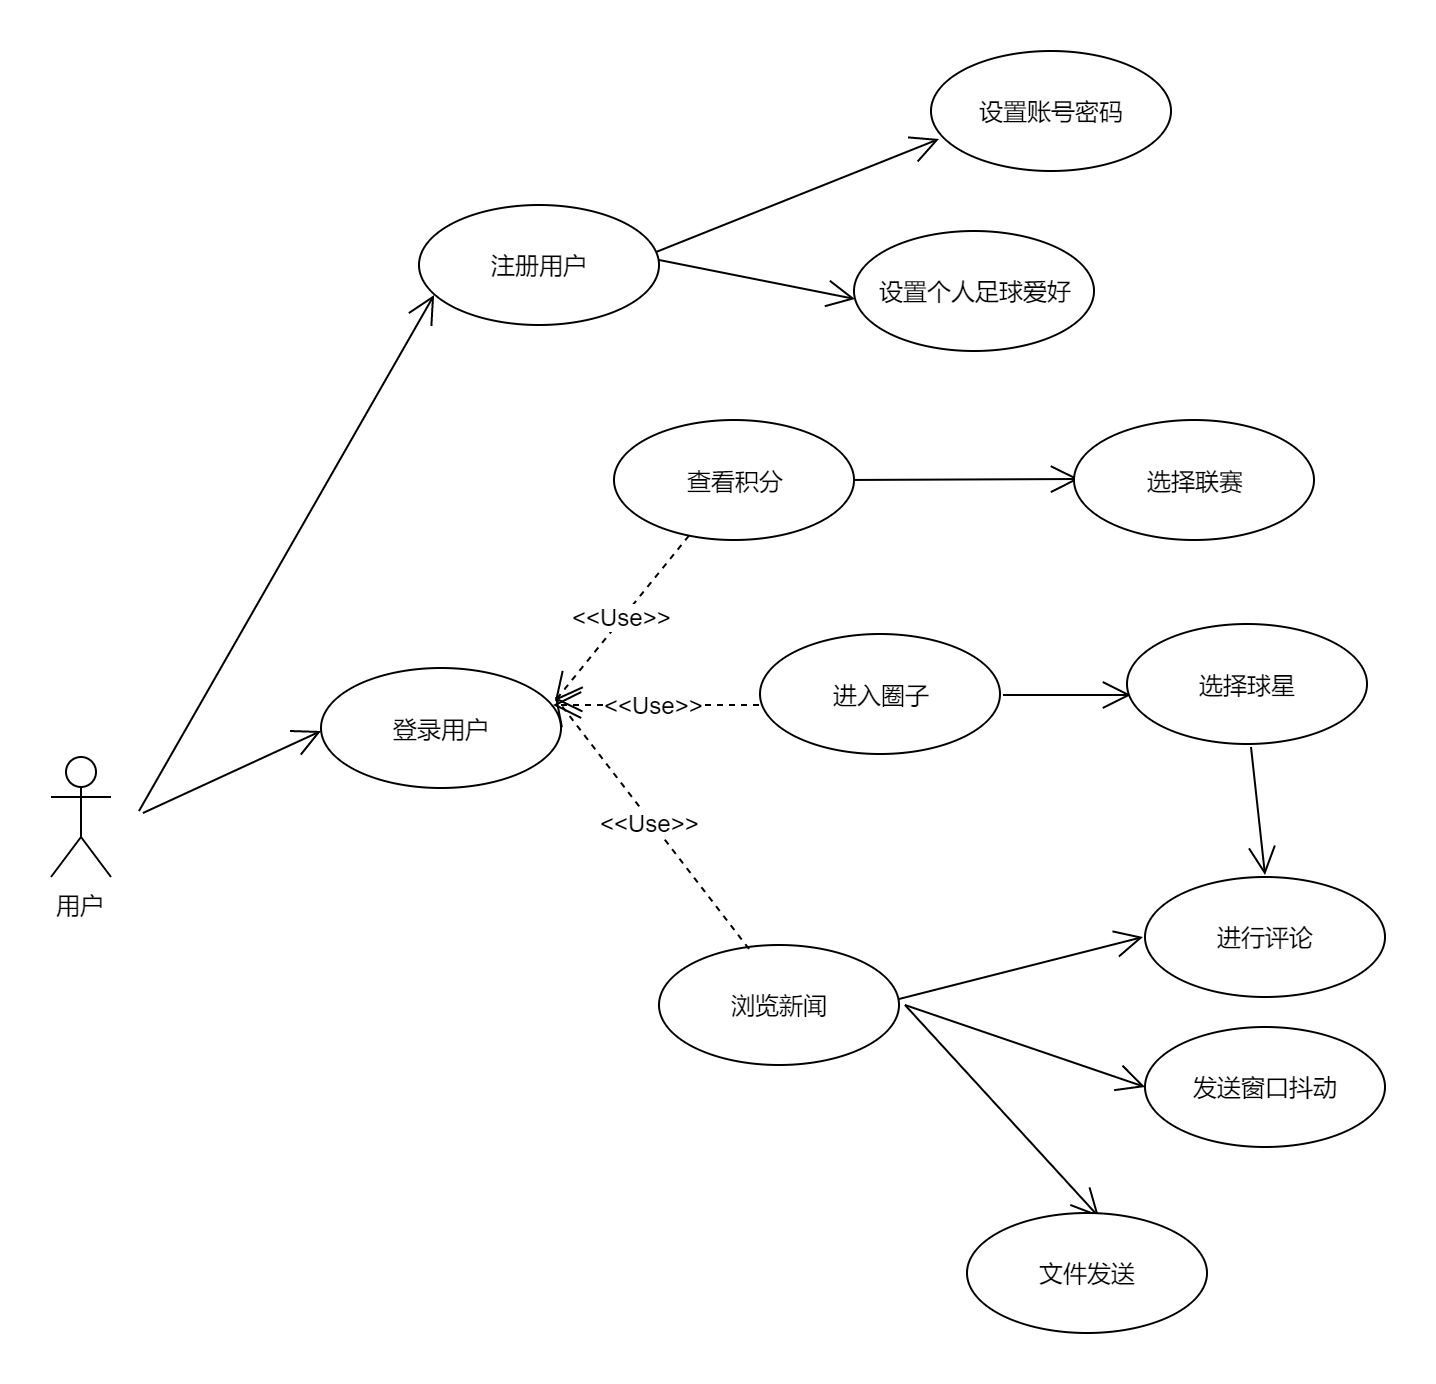 设置账号密码
注册用户
设置个人足球爱好
查看积分
选择联赛
<<Use>>
进入圈子
选择球星
<<Use>>
登录用户
<<Use>>
用户
进行评论
浏览新闻
发送窗口抖动
文件发送